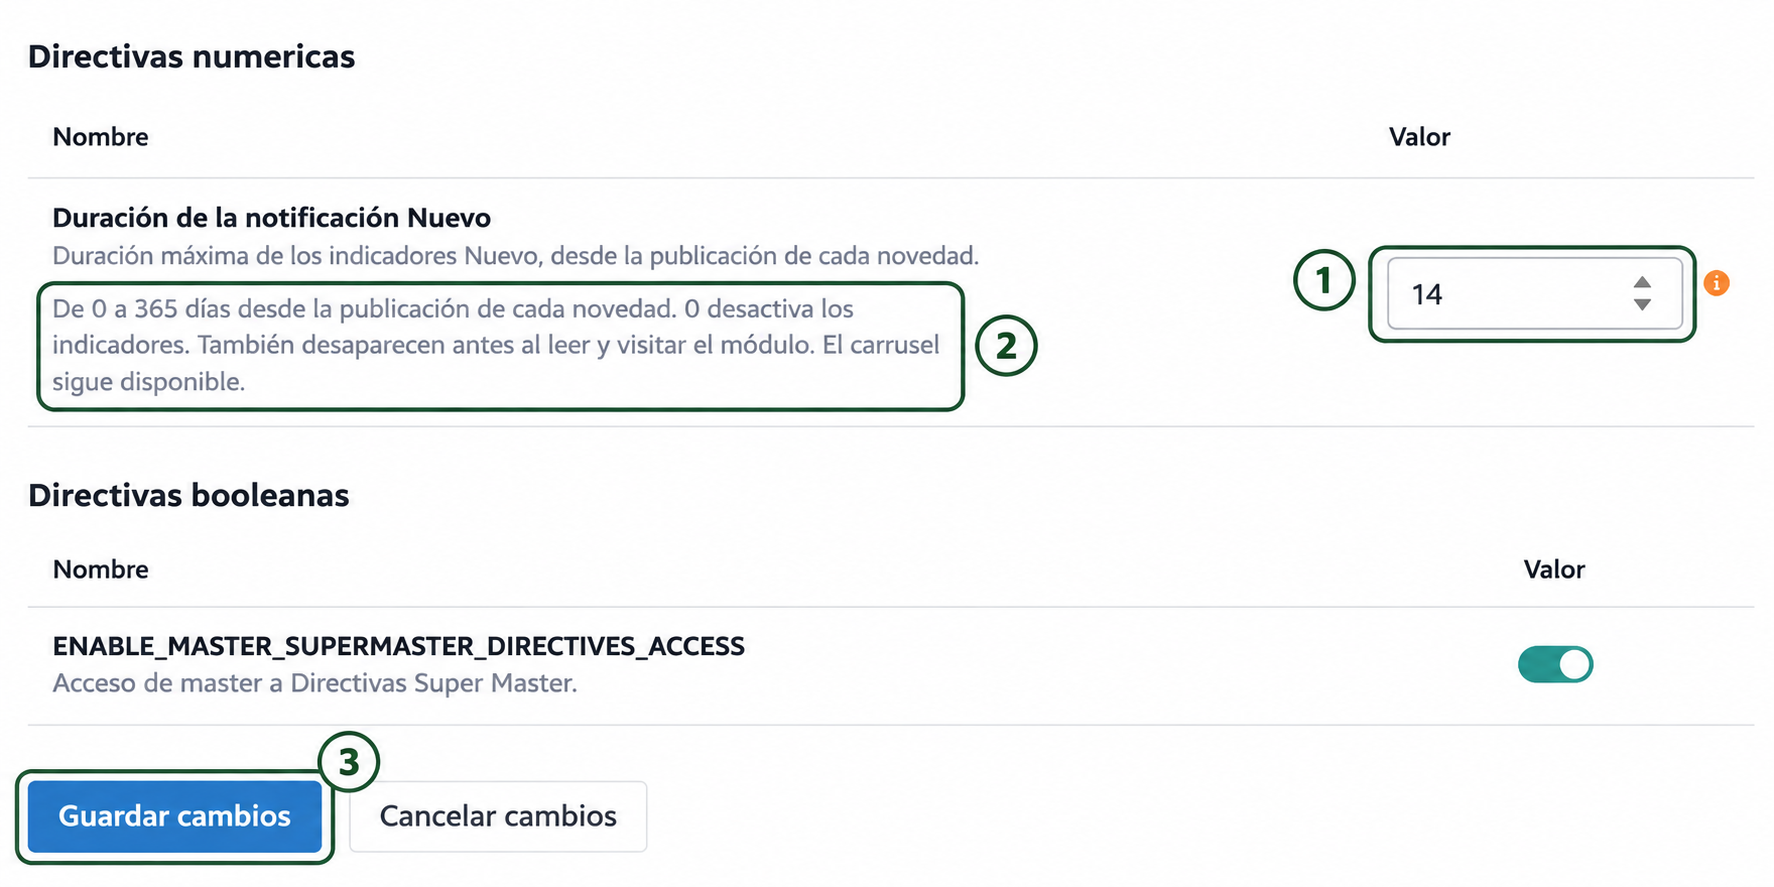 Directivas numericas
Nombre Valor
Duración de la notificación Nuevo
Duración máxima de los indicadores Nuevo, desde la publicación de cada novedad.
1 14 i
De 0 a 365 días desde la publicación de cada novedad. 0 desactiva los
indicadores. También desaparecen antes al leer y visitar el módulo. El carrusel
sigue disponible.
2
Directivas booleanas
Nombre Valor
ENABLE_MASTER_SUPERMASTER_DIRECTIVES_ACCESS
Acceso de master a Directivas Super Master.
3
Guardar cambios Cancelar cambios